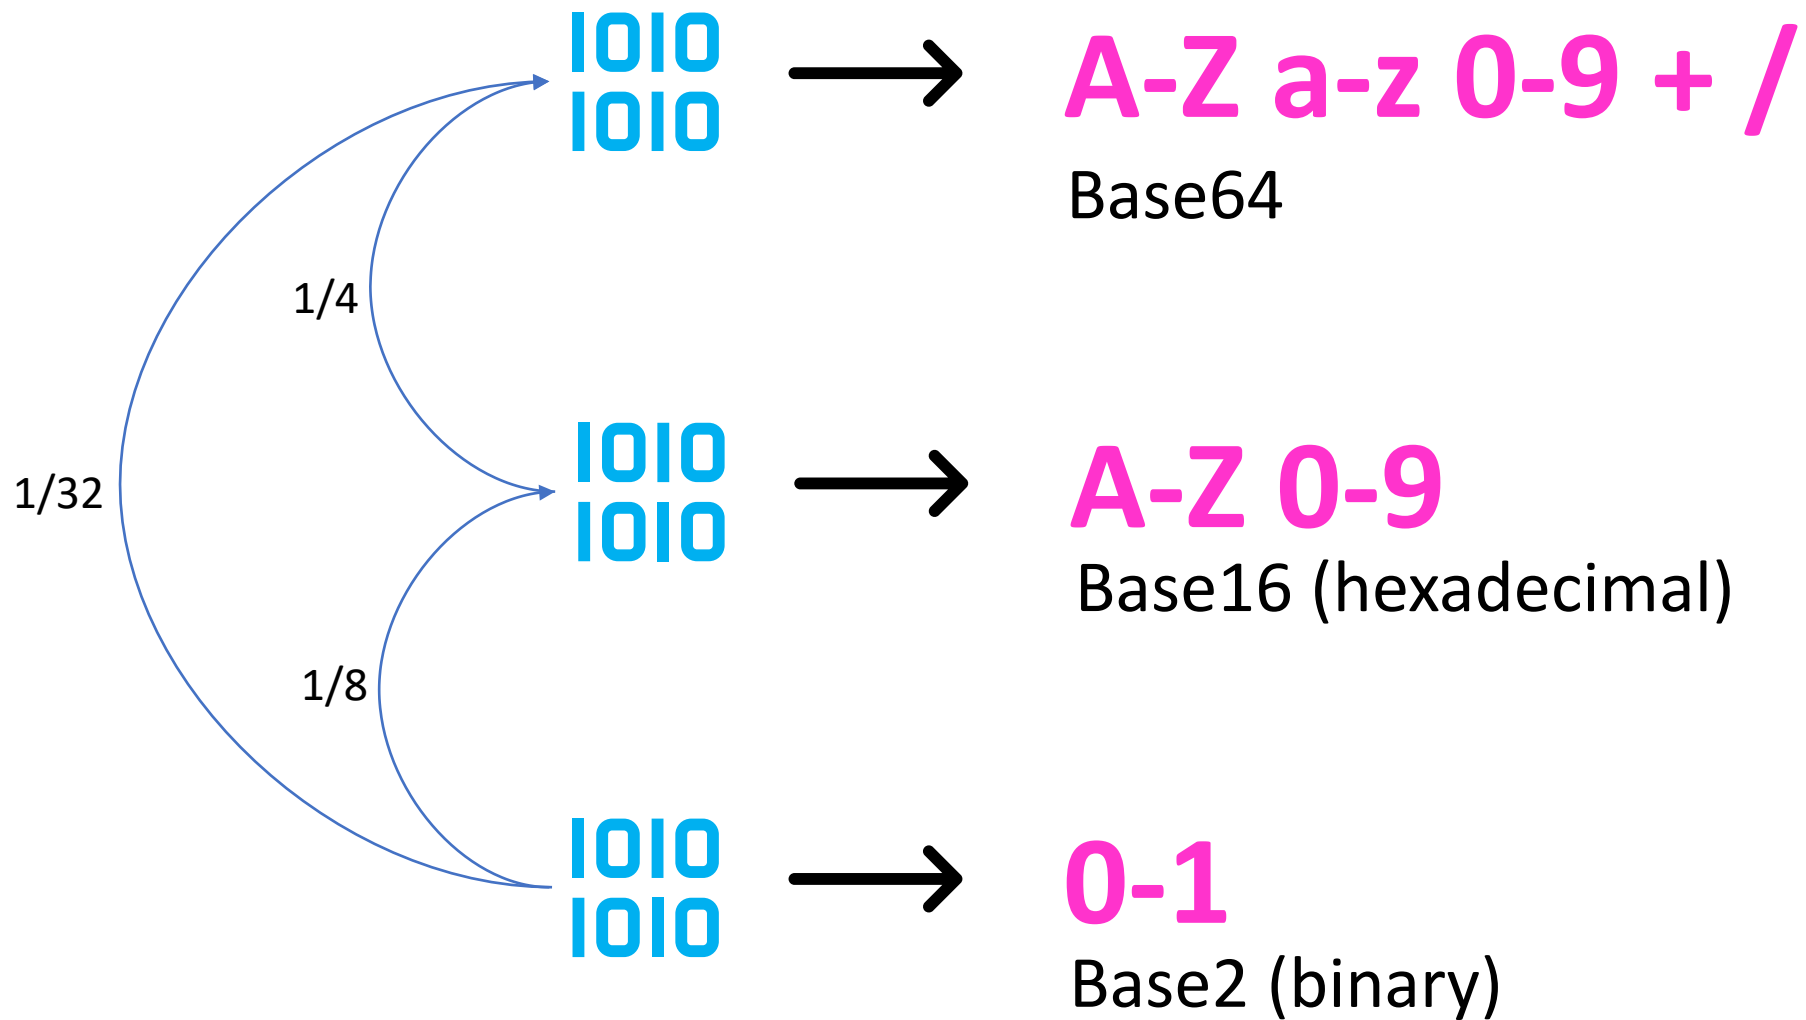 1010
1010
A-Z a-z 0-9 + /
Base64
1/4
1010
1010
A-Z 0-9
1/32
Base16 (hexadecimal)
1/8
1010
1010
0-1
Base2 (binary)